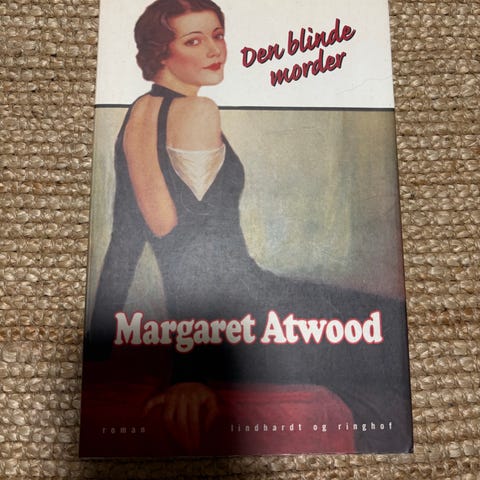 Den blinde
morder
Margaret Atwood
roman
lindhardt og ringhof